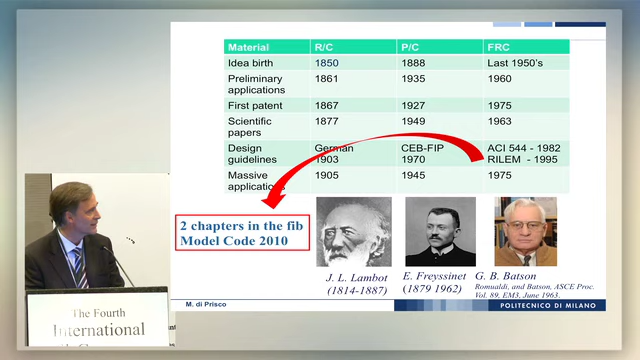 Material R/C P/C FRC
Idea birth 1850 1888 Last 1950's
Preliminary applications 1861 1935 1960
First patent 1867 1927 1975
Scientific papers 1877 1949 1963
Design guidelines German 1903 CEB-FIP 1970 ACI 544 - 1982 RILEM - 1995
Massive applications 1905 1945 1975
2 chapters in the fib
Model Code 2010
J. L. Lambot
(1814-1887)
E. Freyssinet
(1879 1962)
G. B. Batson
Romualdi, and Batson, ASCE Proc.
Vol. 89, EM3, June 1963.
M. di Prisco
POLITECNICO DI MILANO
The Fourth
International